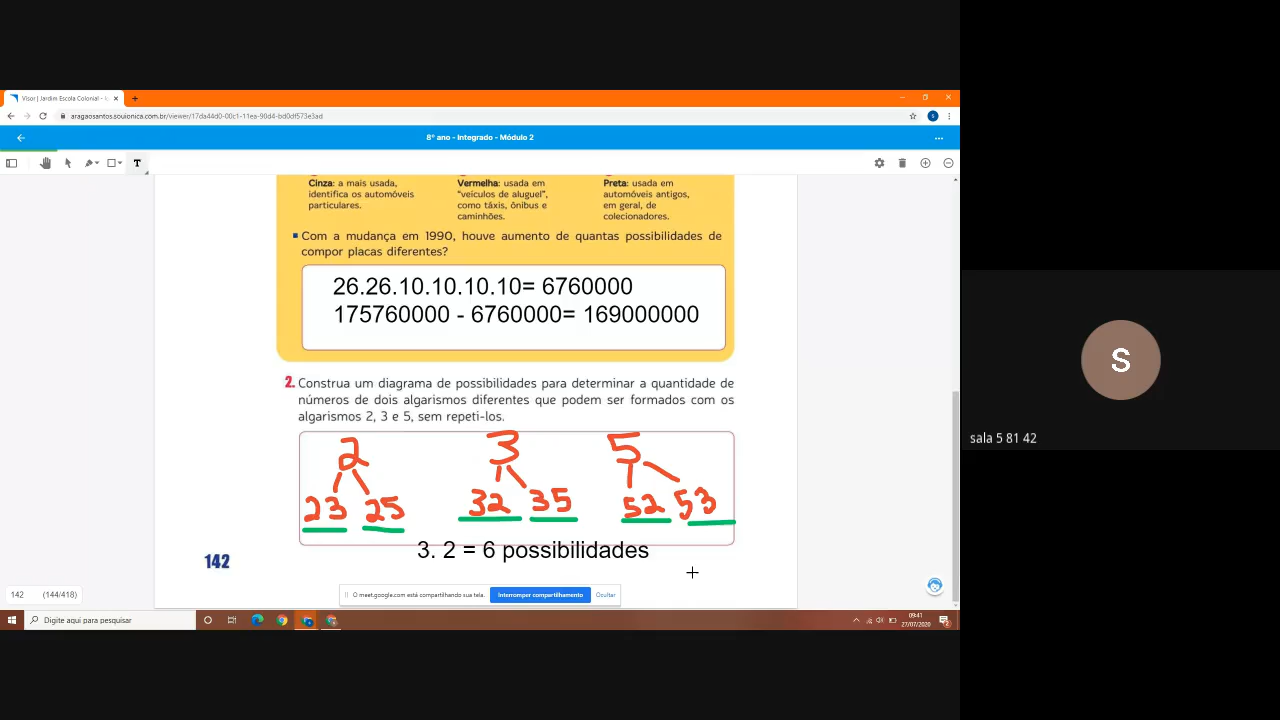 Visor | Jardim Escola Colonial -
aragaosantos.souionica.com.br/viewer/17da44d0-00c1-11ea-90d4-bd0df573e3ad
8º ano - Integrado - Módulo 2
T
Cinza: a mais usada,
identifica os automóveis
particulares.
Vermelha: usada em
"veículos de aluguel",
como táxis, ônibus e
caminhões.
Preta: usada em
automóveis antigos,
em geral, de
colecionadores.
Com a mudança em 1990, houve aumento de quantas possibilidades de
compor placas diferentes?
26.26.10.10.10.10= 6760000
175760000 - 6760000= 169000000
2. Construa um diagrama de possibilidades para determinar a quantidade de
números de dois algarismos diferentes que podem ser formados com os
algarismos 2, 3 e 5, sem repeti-los.
2 3 5
23 25 32 35 52 53
3. 2 = 6 possibilidades
142
142 (144/418)
O meet.google.com está compartilhando sua tela.
Interromper compartilhamento
Ocultar
Digite aqui para pesquisar
09:41
27/07/2020
S
sala 5 81 42